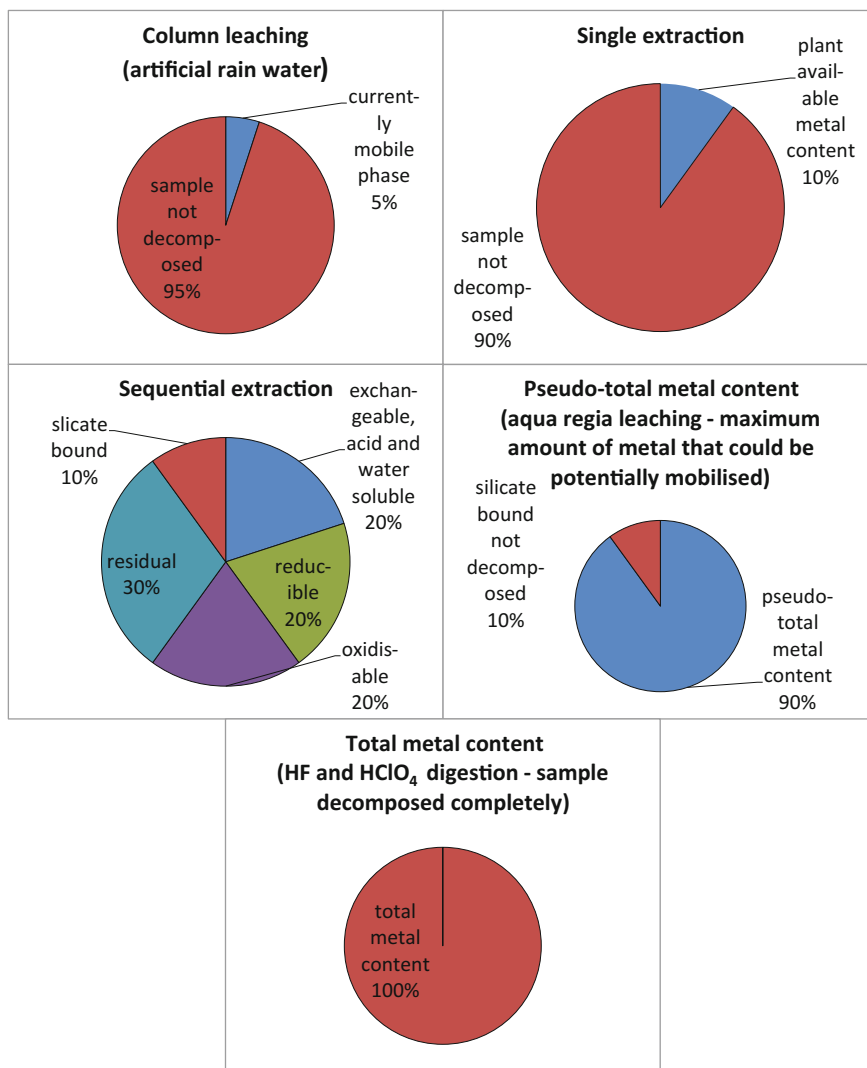 Column leaching
(artificial rain water)
current-
ly
mobile
phase
5%
sample
not
decomp-
osed
95%
Single extraction
plant
avail-
able
metal
content
10%
sample
not
decomp-
osed
90%
Sequential extraction
exchan-
geable,
acid and
water
soluble
20%
slicate
bound
10%
residual
30%
reduc-
ible
20%
oxidis-
able
20%
Pseudo-total metal content
(aqua regia leaching - maximum
amount of metal that could be
potentially mobilised)
silicate
bound
not
decomp-
osed
10%
pseudo-
total
metal
content
90%
Total metal content
(HF and HClO₄ digestion - sample
decomposed completely)
total
metal
content
100%